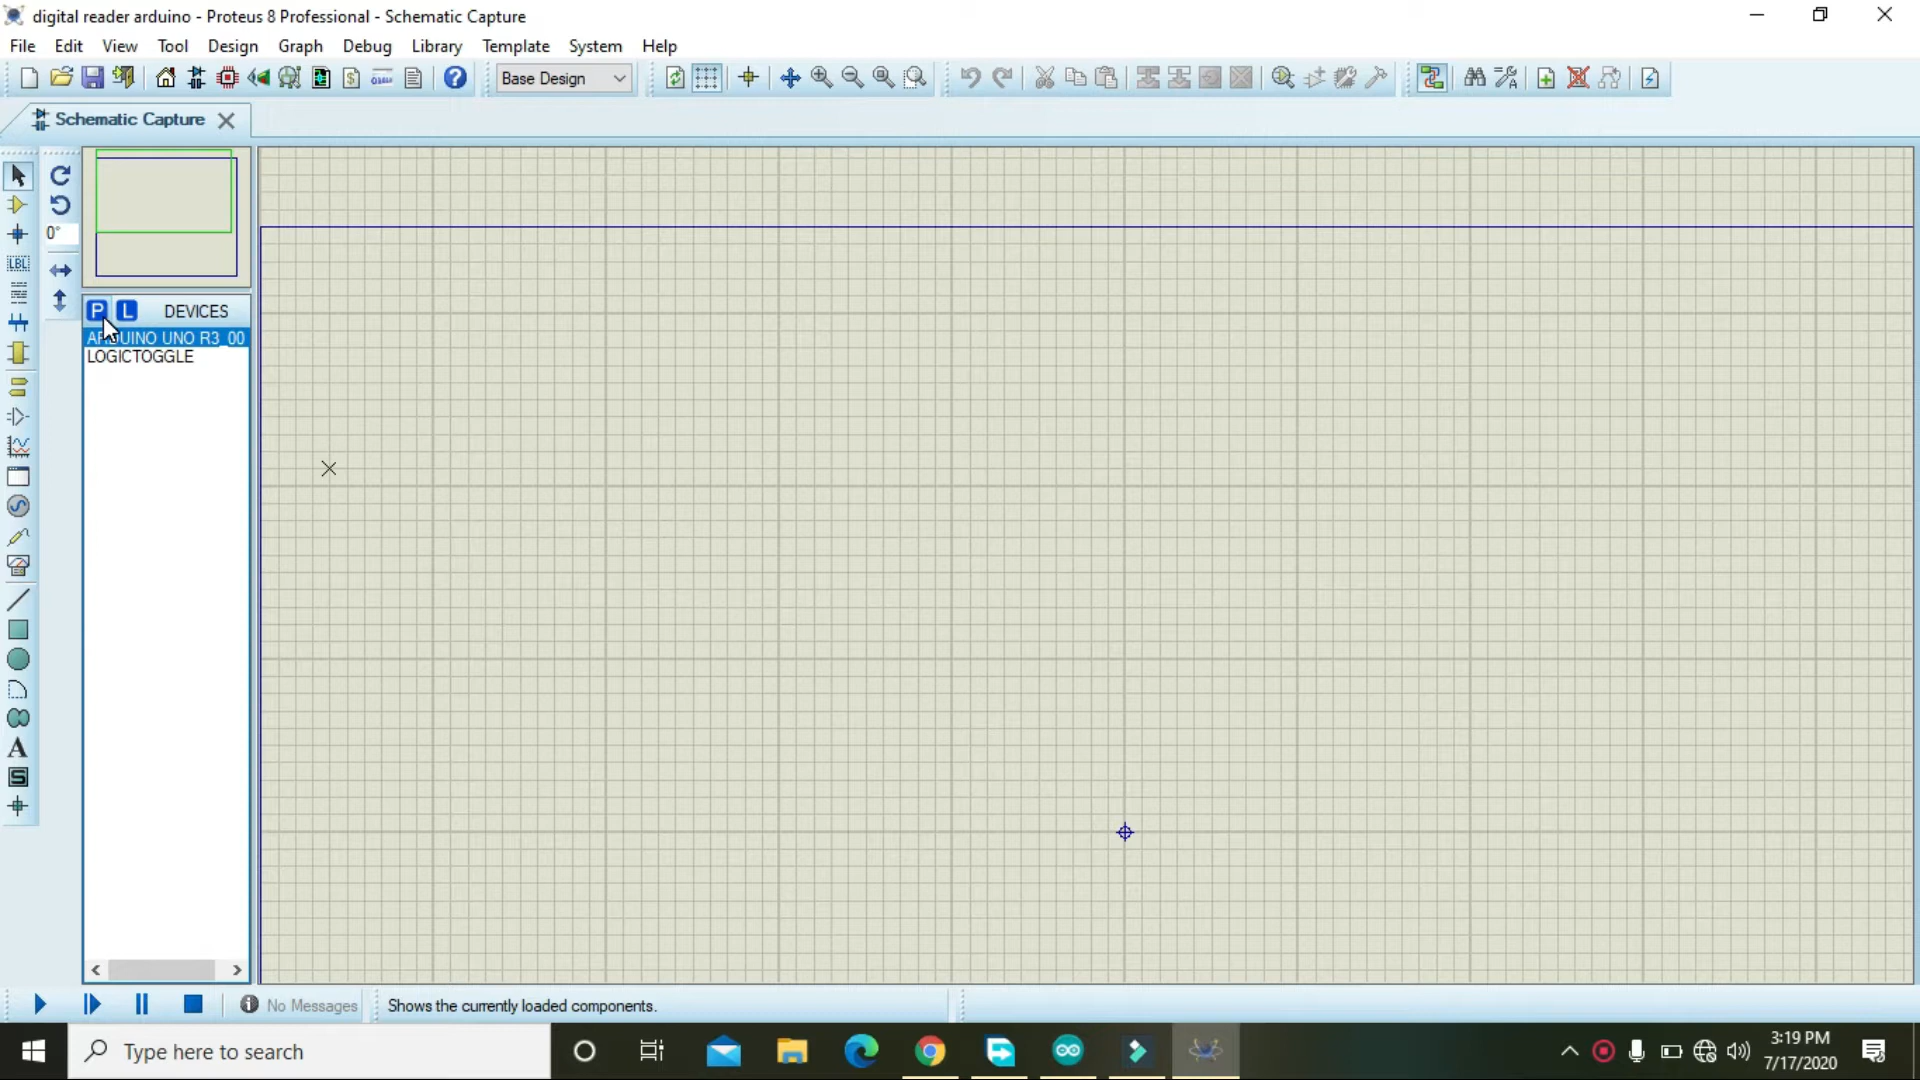 digital reader arduino - Proteus 8 Professional - Schematic Capture
File Edit View Tool Design Graph Debug Library Template System Help
Base Design
Schematic Capture
LBL
0°
P L DEVICES
UINO UNO R3_00
LOGICTOGGLE
A
S
No Messages
Shows the currently loaded components.
Type here to search
3:19 PM
7/17/2020